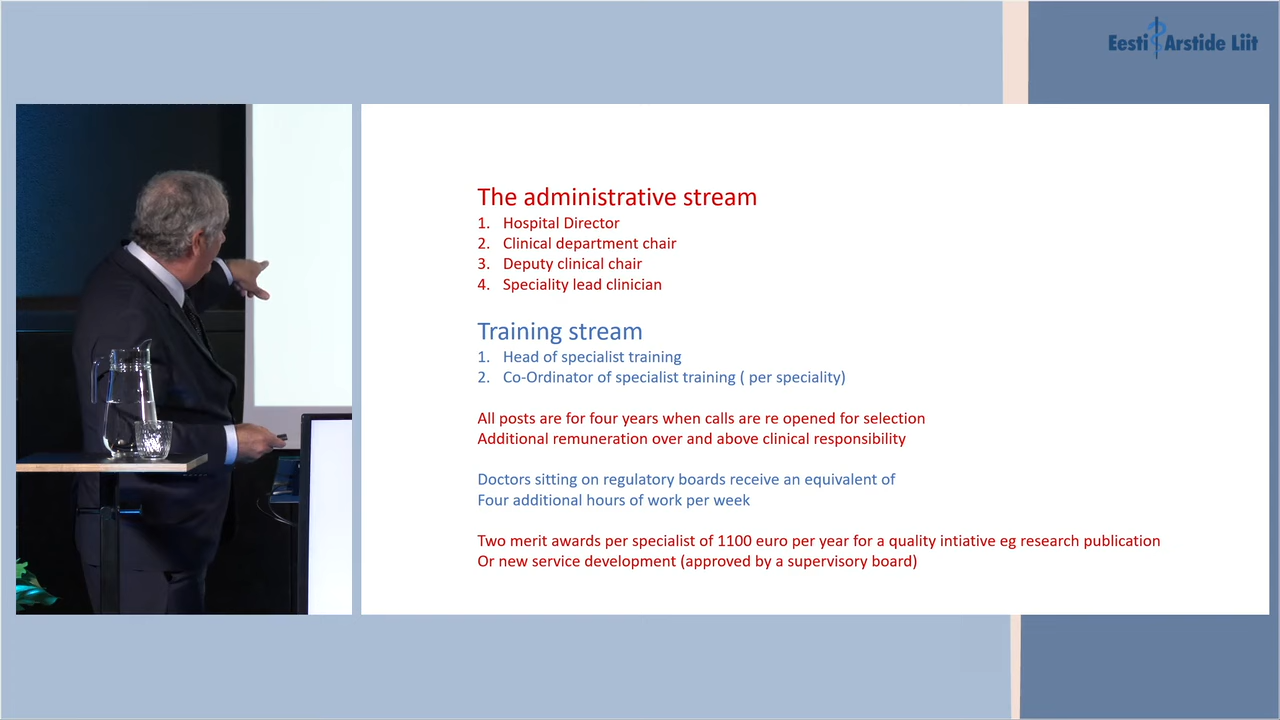 Eesti Arstide Liit
The administrative stream
1. Hospital Director
2. Clinical department chair
3. Deputy clinical chair
4. Speciality lead clinician
Training stream
1. Head of specialist training
2. Co-Ordinator of specialist training ( per speciality)
All posts are for four years when calls are re opened for selection
Additional remuneration over and above clinical responsibility
Doctors sitting on regulatory boards receive an equivalent of
Four additional hours of work per week
Two merit awards per specialist of 1100 euro per year for a quality intiative eg research publication
Or new service development (approved by a supervisory board)